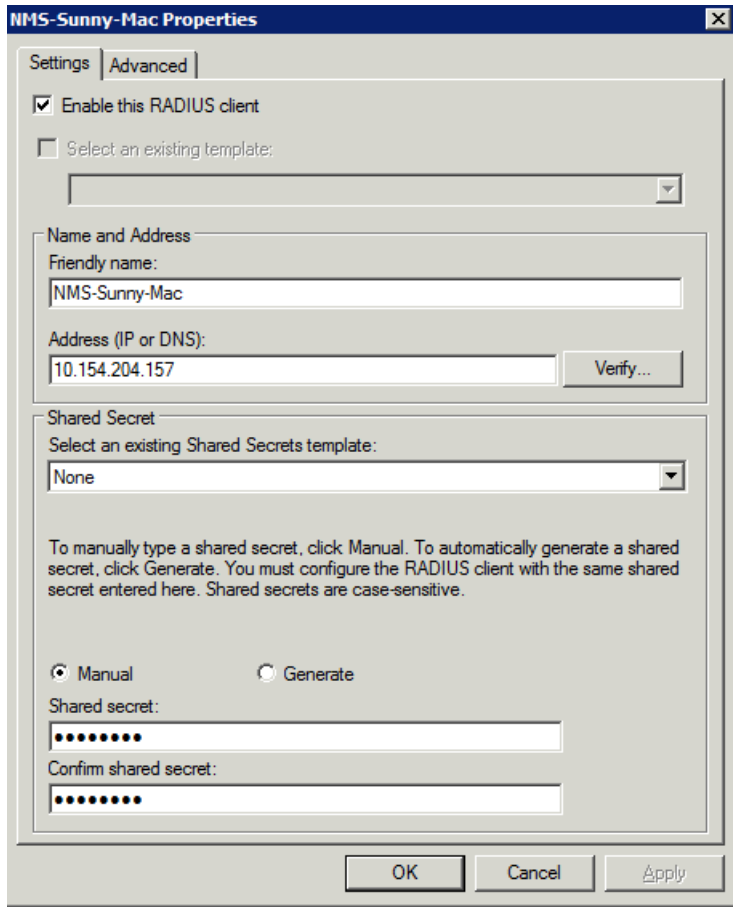 NMS-Sunny-Mac Properties
Settings
Advanced
Enable this RADIUS client
Select an existing template:
Name and Address
Friendly name:
NMS-Sunny-Mac
Address (IP or DNS):
10.154.204.157
Verify...
Shared Secret
Select an existing Shared Secrets template:
None
To manually type a shared secret, click Manual. To automatically generate a shared
secret, click Generate. You must configure the RADIUS client with the same shared
secret entered here. Shared secrets are case-sensitive.
Manual
Generate
Shared secret:
••••••••
Confirm shared secret:
••••••••
OK
Cancel
Apply